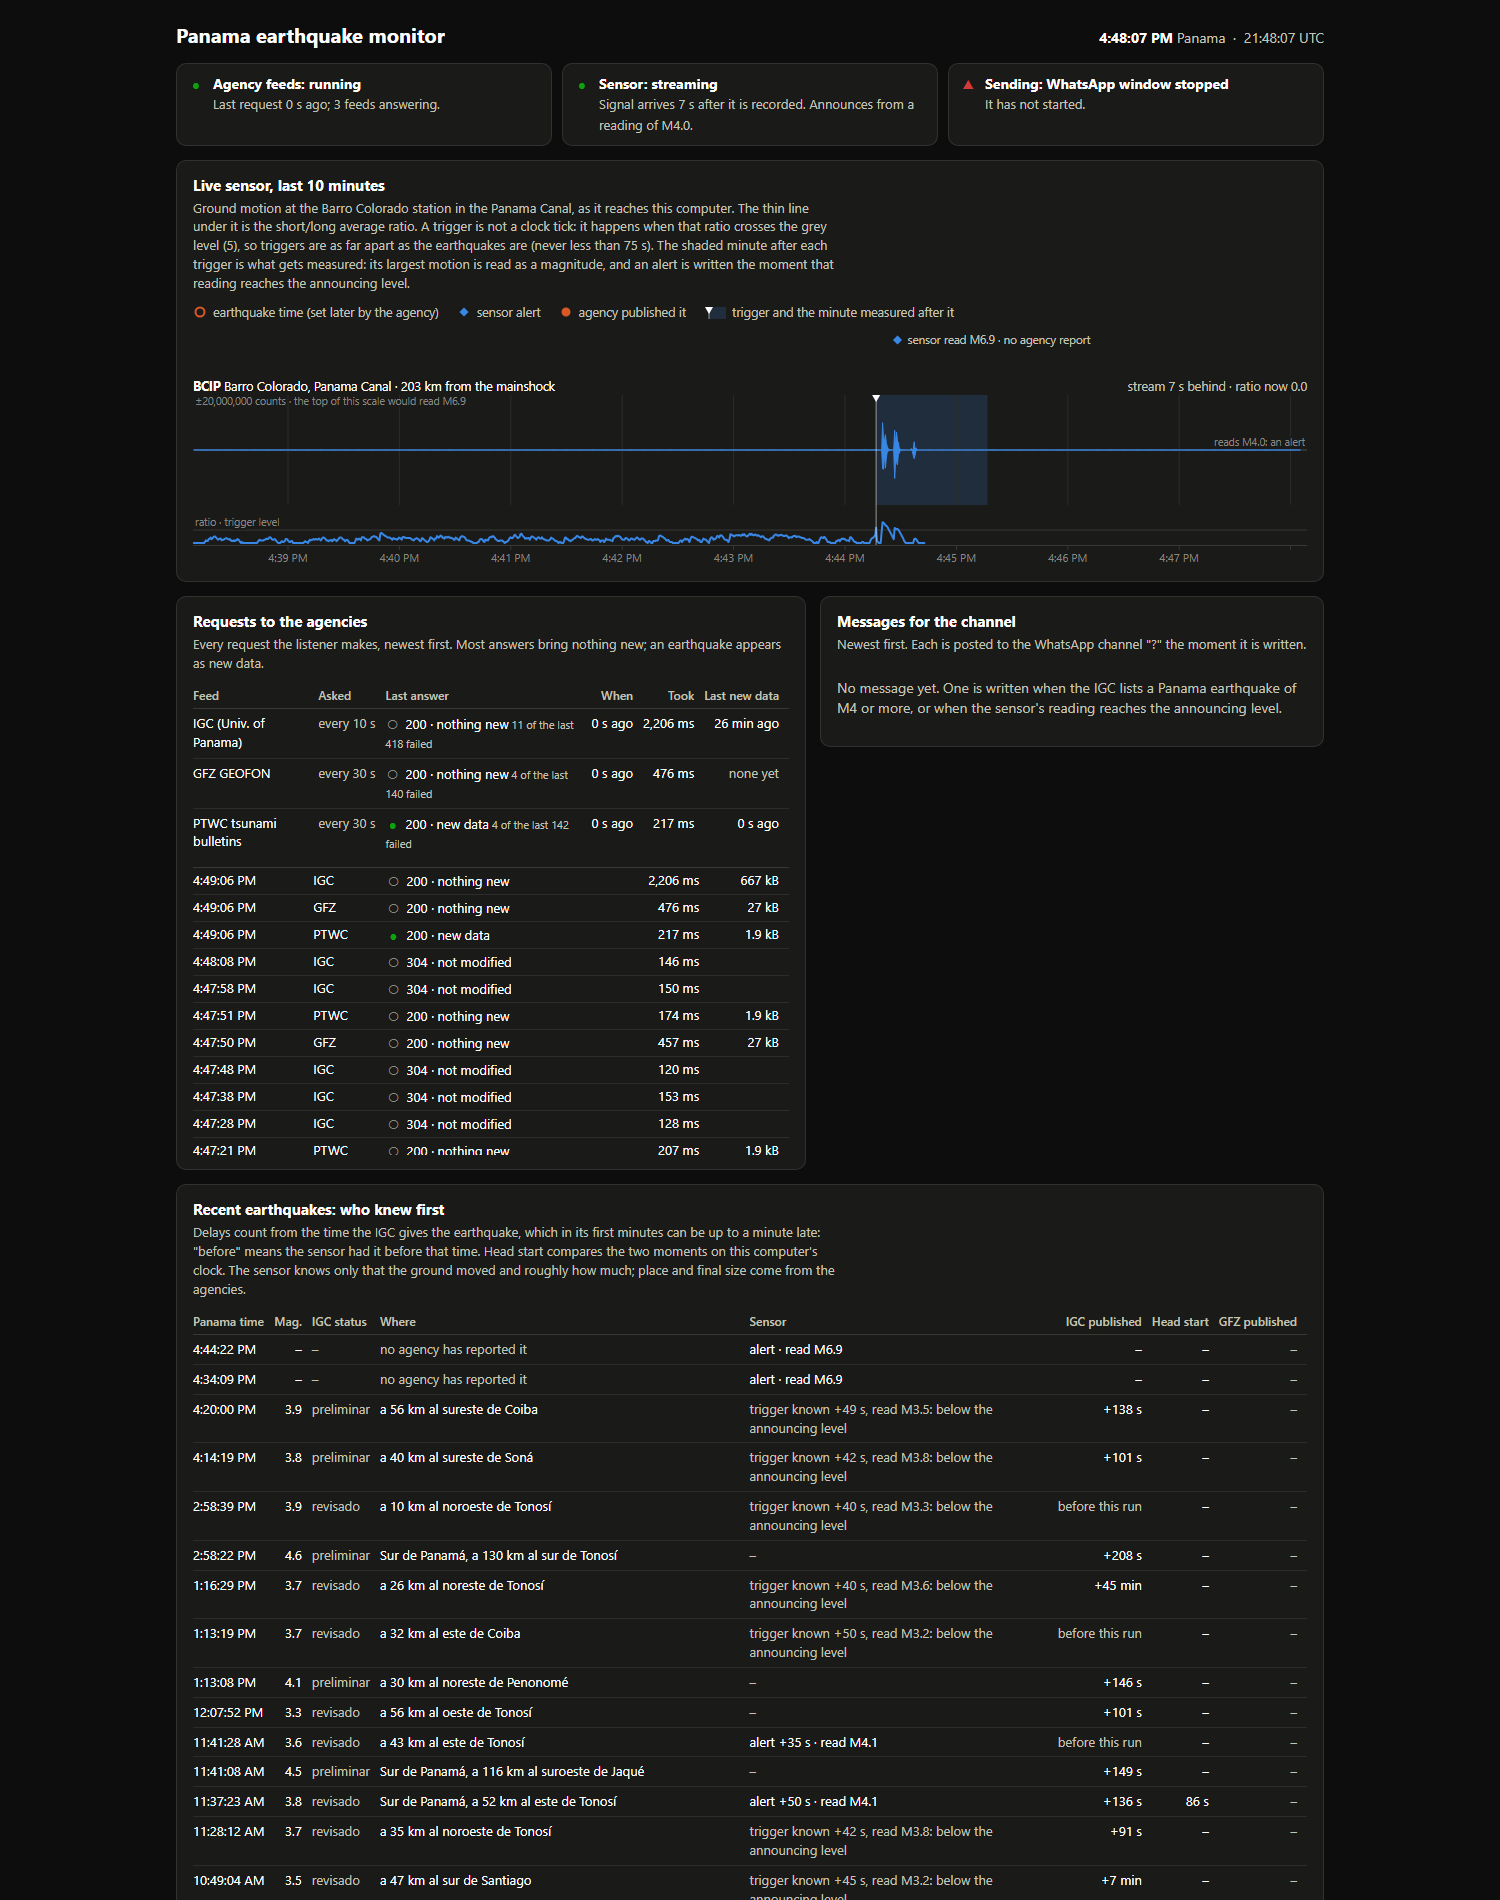 Panama earthquake monitor
4:48:07 PM Panama · 21:48:07 UTC
Agency feeds: running
Last request 0 s ago; 3 feeds answering.
Sensor: streaming
Signal arrives 7 s after it is recorded. Announces from a
reading of M4.0.
Sending: WhatsApp window stopped
It has not started.
Live sensor, last 10 minutes
Ground motion at the Barro Colorado station in the Panama Canal, as it reaches this computer. The thin line
under it is the short/long average ratio. A trigger is not a clock tick: it happens when that ratio crosses the grey
level (5), so triggers are as far apart as the earthquakes are (never less than 75 s). The shaded minute after each
trigger is what gets measured: its largest motion is read as a magnitude, and an alert is written the moment that
reading reaches the announcing level.
earthquake time (set later by the agency) sensor alert agency published it trigger and the minute measured after it
sensor read M6.9 · no agency report
BCIP Barro Colorado, Panama Canal · 203 km from the mainshock
stream 7 s behind · ratio now 0.0
±20,000,000 counts · the top of this scale would read M6.9
reads M4.0: an alert
ratio · trigger level
4:39 PM 4:40 PM 4:41 PM 4:42 PM 4:43 PM 4:44 PM 4:45 PM 4:46 PM 4:47 PM
Requests to the agencies
Every request the listener makes, newest first. Most answers bring nothing new; an earthquake appears
as new data.
Feed Asked Last answer When Took Last new data
IGC (Univ. of
Panama) every 10 s 200 · nothing new 11 of the last
418 failed 0 s ago 2,206 ms 26 min ago
GFZ GEOFON every 30 s 200 · nothing new 4 of the last
140 failed 0 s ago 476 ms none yet
PTWC tsunami
bulletins every 30 s 200 · new data 4 of the last 142
failed 0 s ago 217 ms 0 s ago
4:49:06 PM IGC 200 · nothing new 2,206 ms 667 kB
4:49:06 PM GFZ 200 · nothing new 476 ms 27 kB
4:49:06 PM PTWC 200 · new data 217 ms 1.9 kB
4:48:08 PM IGC 304 · not modified 146 ms
4:47:58 PM IGC 304 · not modified 150 ms
4:47:51 PM PTWC 200 · nothing new 174 ms 1.9 kB
4:47:50 PM GFZ 200 · nothing new 457 ms 27 kB
4:47:48 PM IGC 304 · not modified 120 ms
4:47:38 PM IGC 304 · not modified 153 ms
4:47:28 PM IGC 304 · not modified 128 ms
4:47:21 PM PTWC 200 · nothing new 207 ms 1.9 kB
Messages for the channel
Newest first. Each is posted to the WhatsApp channel "?" the moment it is written.
No message yet. One is written when the IGC lists a Panama earthquake of
M4 or more, or when the sensor's reading reaches the announcing level.
Recent earthquakes: who knew first
Delays count from the time the IGC gives the earthquake, which in its first minutes can be up to a minute late:
"before" means the sensor had it before that time. Head start compares the two moments on this computer's
clock. The sensor knows only that the ground moved and roughly how much; place and final size come from the
agencies.
Panama time Mag. IGC status Where Sensor IGC published Head start GFZ published
4:44:22 PM – – no agency has reported it alert · read M6.9 – – –
4:34:09 PM – – no agency has reported it alert · read M6.9 – – –
4:20:00 PM 3.9 preliminar a 56 km al sureste de Coiba trigger known +49 s, read M3.5: below the
announcing level +138 s – –
4:14:19 PM 3.8 preliminar a 40 km al sureste de Soná trigger known +42 s, read M3.8: below the
announcing level +101 s – –
2:58:39 PM 3.9 revisado a 10 km al noroeste de Tonosí trigger known +40 s, read M3.3: below the
announcing level before this run – –
2:58:22 PM 4.6 preliminar Sur de Panamá, a 130 km al sur de Tonosí – +208 s – –
1:16:29 PM 3.7 revisado a 26 km al noreste de Tonosí trigger known +40 s, read M3.6: below the
announcing level +45 min – –
1:13:19 PM 3.7 revisado a 32 km al este de Coiba trigger known +50 s, read M3.2: below the
announcing level before this run – –
1:13:08 PM 4.1 preliminar a 30 km al noreste de Penonomé – +146 s – –
12:07:52 PM 3.3 revisado a 56 km al oeste de Tonosí – +101 s – –
11:41:28 AM 3.6 revisado a 43 km al este de Tonosí alert +35 s · read M4.1 before this run – –
11:41:08 AM 4.5 preliminar Sur de Panamá, a 116 km al suroeste de Jaqué – +149 s – –
11:37:23 AM 3.8 revisado Sur de Panamá, a 52 km al este de Tonosí alert +50 s · read M4.1 +136 s 86 s –
11:28:12 AM 3.7 revisado a 35 km al noroeste de Tonosí trigger known +42 s, read M3.8: below the
announcing level +91 s – –
10:49:04 AM 3.5 revisado a 47 km al sur de Santiago trigger known +45 s, read M3.2: below the
announcing level +7 min – –